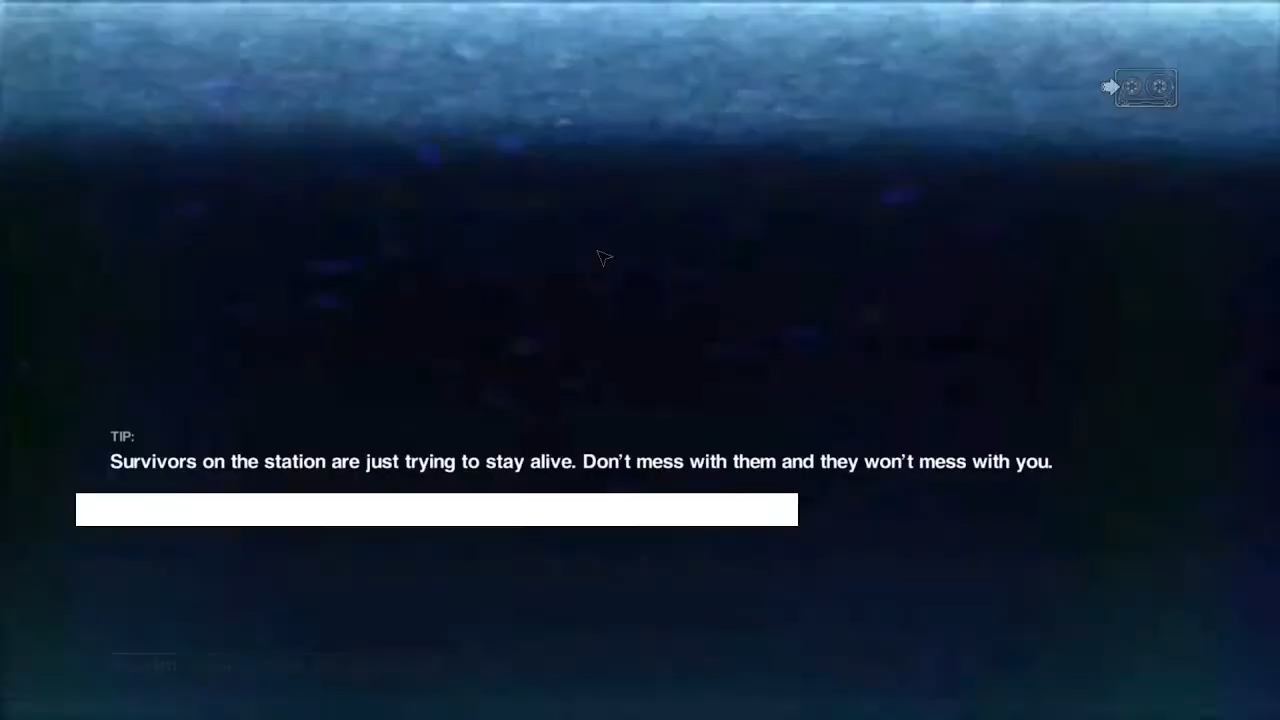 TIP:
Survivors on the station are just trying to stay alive. Don’t mess with them and they won’t mess with you.